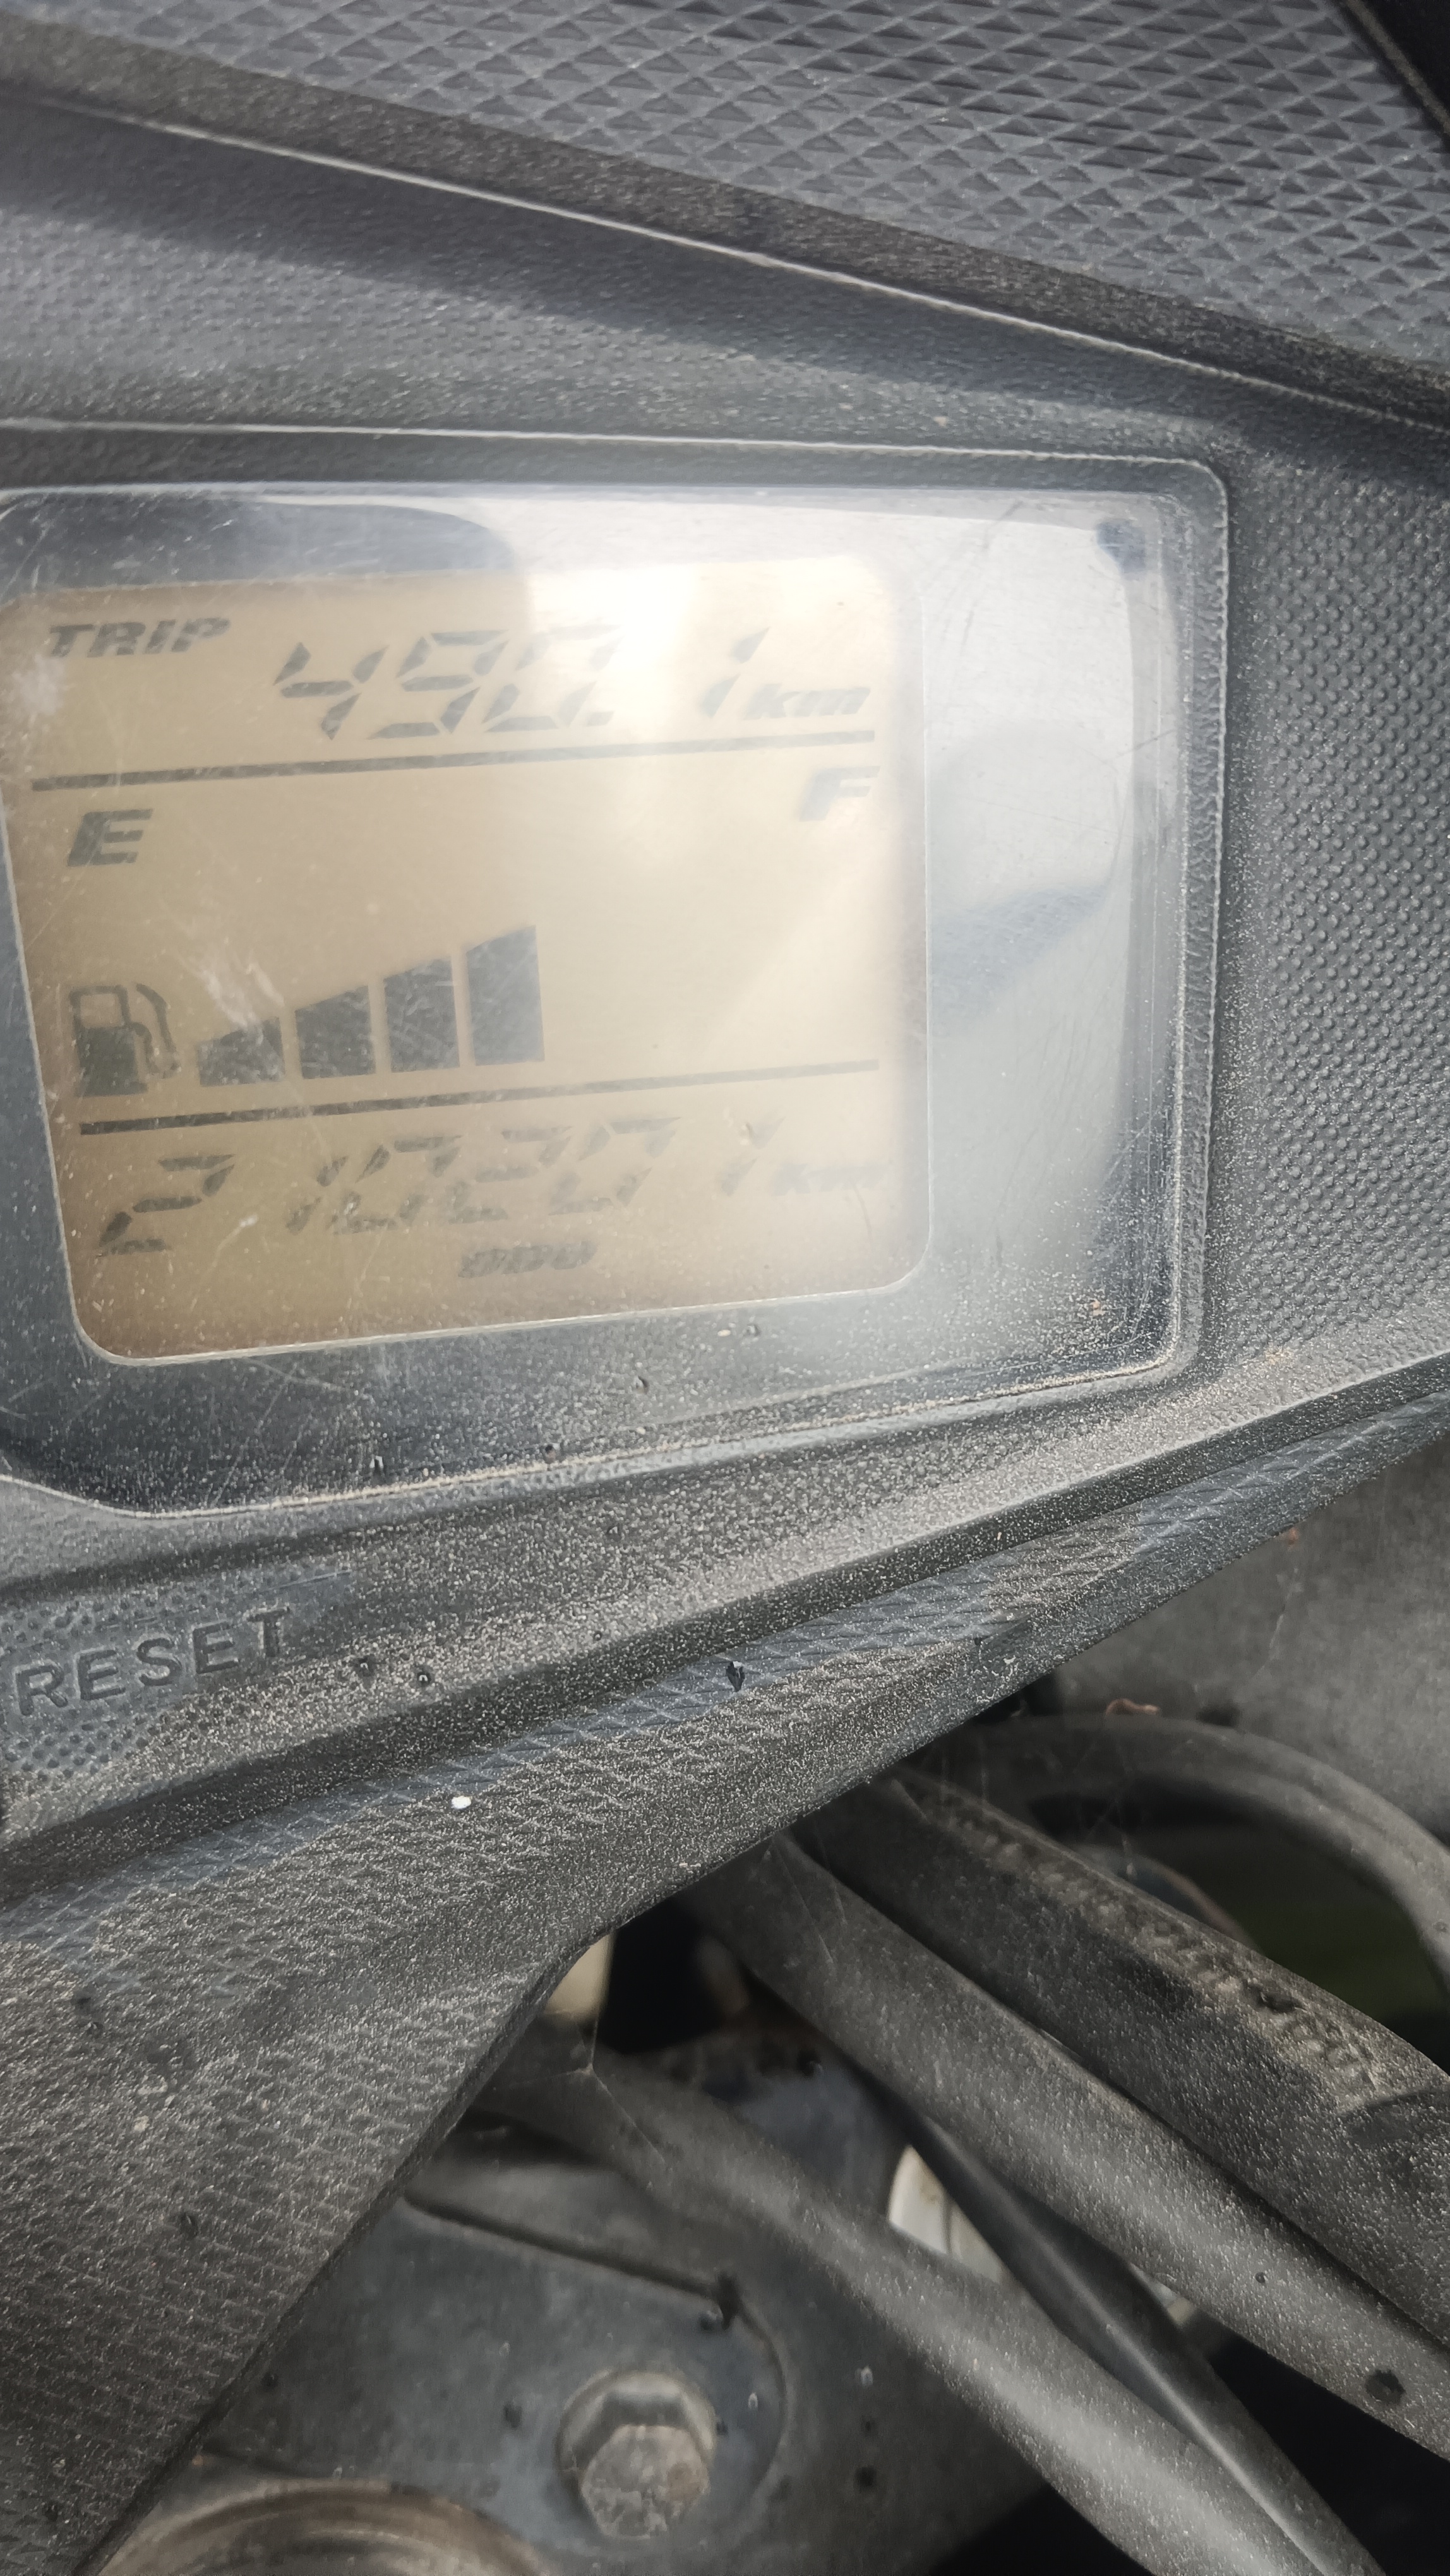 TRIP 490.1 km
E F
210201 km
ODO
RESET